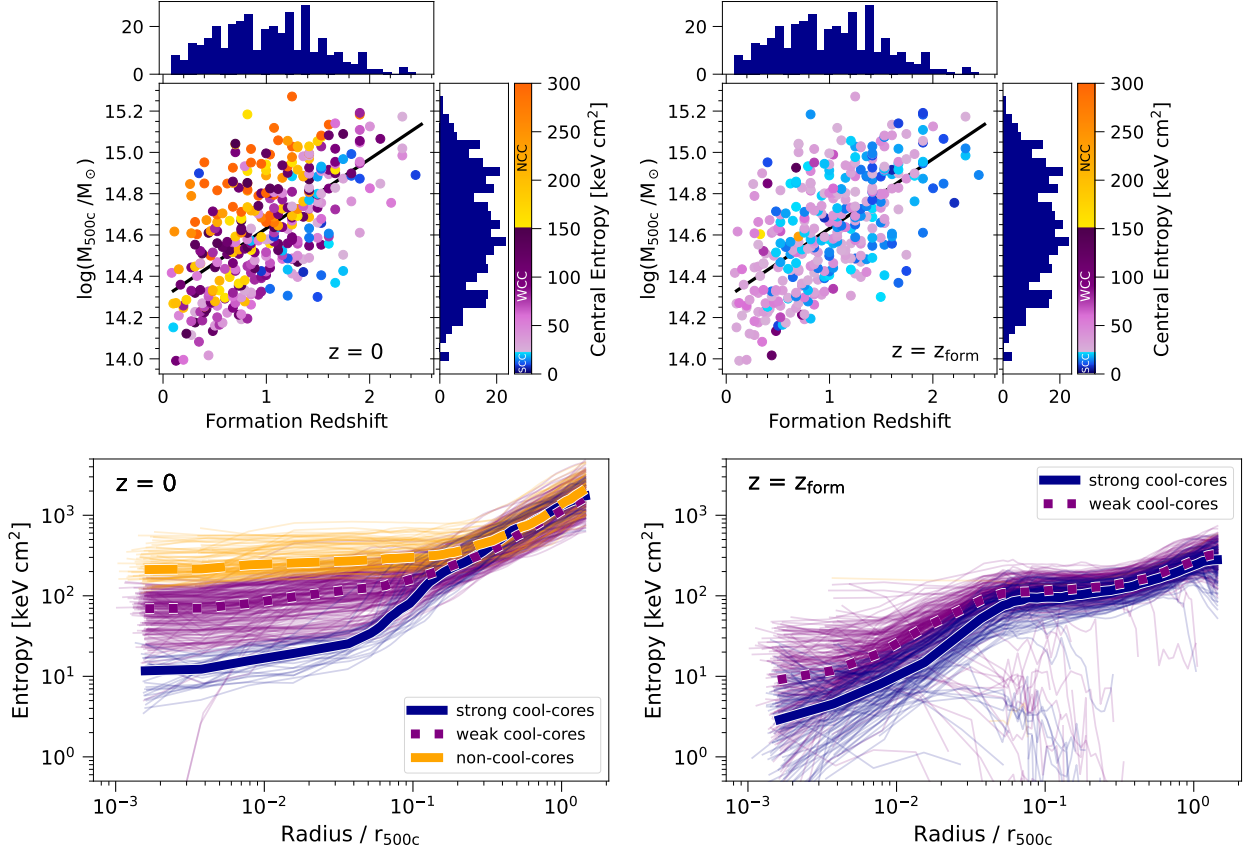 20
0
15.2
15.0
14.8
14.6
14.4
14.2
14.0
log(M500c /M⊙)
z = 0
0 1 2
Formation Redshift
0 20
300
250
200
150
100
50
0
NCC
WCC
SCC
Central Entropy [keV cm²]
20
0
15.2
15.0
14.8
14.6
14.4
14.2
14.0
log(M500c /M⊙)
z = zform
0 1 2
Formation Redshift
0 20
300
250
200
150
100
50
0
NCC
WCC
SCC
Central Entropy [keV cm²]
z = 0
10³
10²
10¹
10⁰
Entropy [keV cm²]
strong cool-cores
weak cool-cores
non-cool-cores
10⁻³ 10⁻² 10⁻¹ 10⁰
Radius / r500c
z = zform
strong cool-cores
weak cool-cores
10³
10²
10¹
10⁰
Entropy [keV cm²]
10⁻³ 10⁻² 10⁻¹ 10⁰
Radius / r500c